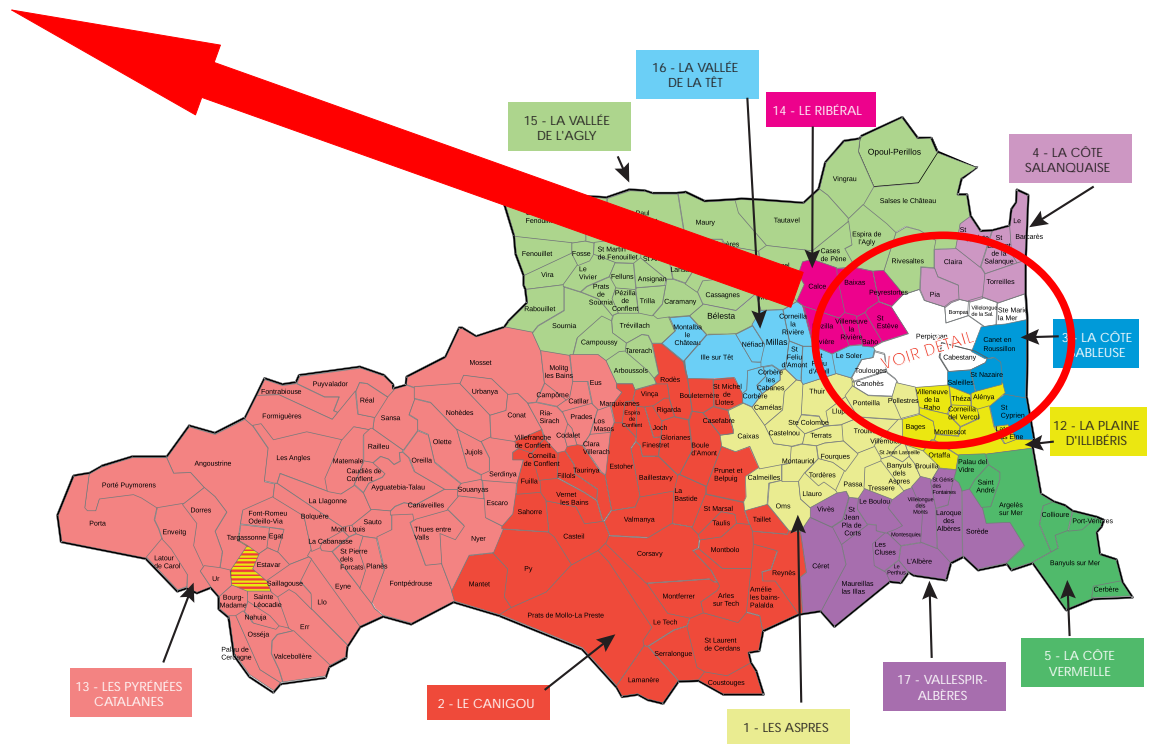 16 - LA VALLÉE
DE LA TÊT
14 - LE RIBÉRAL
15 - LA VALLÉE
DE L'AGLY
4 - LA CÔTE
SALANQUAISE
Opoul-Perillos
Vingrau
Salses le Château
Maury
Tautavel
Le
Barcarès
St
Espira de
l'Agly
St
de la
Salanque
Cases
de Pène
Fenouillet
Fosse
St Martin
de Fenouillet
Rivesaltes
Claira
Vira
Le
Vivier
Felluns
Ansignan
Torreilles
Calce
Baixas
Peyrestortes
Pia
Prats
de
Sournia
Pézilla
de
Conflent
Trilla
Caramany
Cassagnes
Rabouillet
Bélesta
Corneilla
la
Rivière
Villeneuve
la
Rivière
St
Estève
Bompas
Villelongue
de la Sal.
Ste Marie
la Mer
Sournia
Trévillach
Montalba
le
Château
Néfiach
Millas
Perpignan
VOIR DÉTAIL
Canet en
Roussillon
3 - LA CÔTE
SABLEUSE
Campoussy
Tarerach
Ille sur Têt
St
Feliu
d'Amont
Le Soler
Cabestany
Mosset
Molitg
les Bains
Arboussols
Rodès
Corbère
les
Cabanes
Toulouges
Canohès
St Nazaire
Saleilles
Fontrabiouse
Puyvalador
Urbanya
Eus
Campôme
Catllar
Vinça
St Michel
de
Llotes
Bouleternère
Corbère
Thuir
Villeneuve
de la
Raho
Théza
Alénya
Réal
Marquixanes
Camélas
Ponteilla
Pollestres
Corneilla
del Vercol
St
Cyprien
Formiguères
Sansa
Nohèdes
Conat
Ria-
Sirach
Prades
Los
Masos
Espira
de
Conflent
Rigarda
Joch
Casefabre
Ste Colombe
Bages
Montescot
12 - LA PLAINE
D'ILLIBÉRIS
Railleu
Olette
Villefranche
de Conflent
Codalet
Clara
Villerach
Finestret
Glorianes
Boule
d'Amont
Caixas
Castelnou
Terrats
Les Angles
Matemale
Oreilla
Jujols
Corneilla
de Conflent
Fourques
St Jean Lasseille
Ortaffa
Angoustrine
Caudiès de
Conflent
Serdinya
Taurinya
Fillols
Estoher
Baillestavy
Prunet et
Belpuig
Montauriol
Calmeilles
Tordères
Banyuls
dels
Aspres
Brouilla
Palau del
Vidre
Porté Puymorens
Ayguatebia-Talau
Souanyas
Fuilla
Passa
Tressere
St Génis
des
Fontaines
Saint
André
Dorres
La Llagonne
Canaveilles
Escaro
Vernet
les Bains
La
Bastide
Llauro
Le Boulou
Villelongue
dels
Monts
Argelès
sur Mer
Porta
Font-Romeu
Odeillo-Via
Bolquère
Sauto
Sahorre
Valmanya
St Marsal
Oms
Vivès
St
Jean
Pla de
Corts
Laroque
des
Albères
Collioure
Port-Vendres
Enveitg
Targassonne
Egat
Mont Louis
Thues entre
Valls
Nyer
Casteil
Taulis
Taillet
Montesquiu
Sorède
La Cabanasse
Corsavy
Montbolo
Les
Cluses
Latour
de Carol
Estavar
St Pierre
dels
Forcats
Planès
Py
Céret
Le
Perthus
L'Albère
Banyuls sur Mer
Ur
Saillagouse
Eyne
Fontpédrouse
Mantet
Reynès
Maureillas
las Illas
Cerbère
Bourg-
Madame
Sainte
Léocadie
Llo
Montferrer
Arles
sur Tech
Amélie
les bains-
Palalda
Nahuja
Err
Prats de Mollo-La Preste
Le Tech
Osséja
St Laurent
de Cerdans
Palau de
Cerdagne
Valcebollère
Serralongue
5 - LA CÔTE
VERMEILLE
Lamanère
Coustouges
13 - LES PYRÉNÉES
CATALANES
17 - VALLESPIR-
ALBÈRES
2 - LE CANIGOU
1 - LES ASPRES